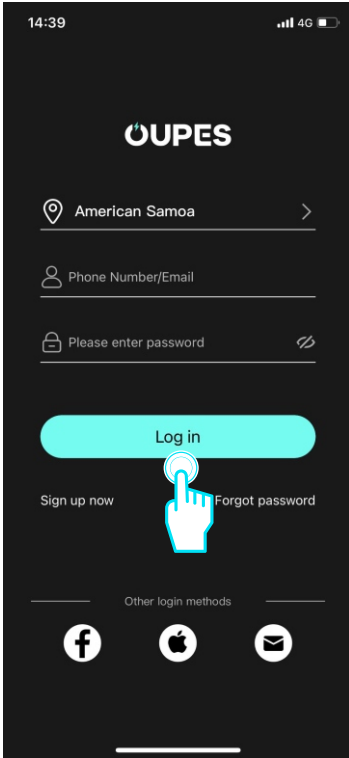 14:39 4G
OUPES
American Samoa
Phone Number/Email
Please enter password
Log in
Sign up now Forgot password
Other login methods